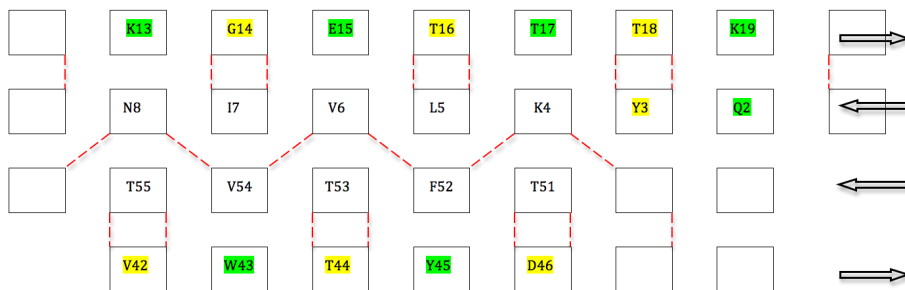 K13 G14 E15 T16 T17 T18 K19
N8 I7 V6 L5 K4 Y3 Q2
T55 V54 T53 F52 T51
V42 W43 T44 Y45 D46